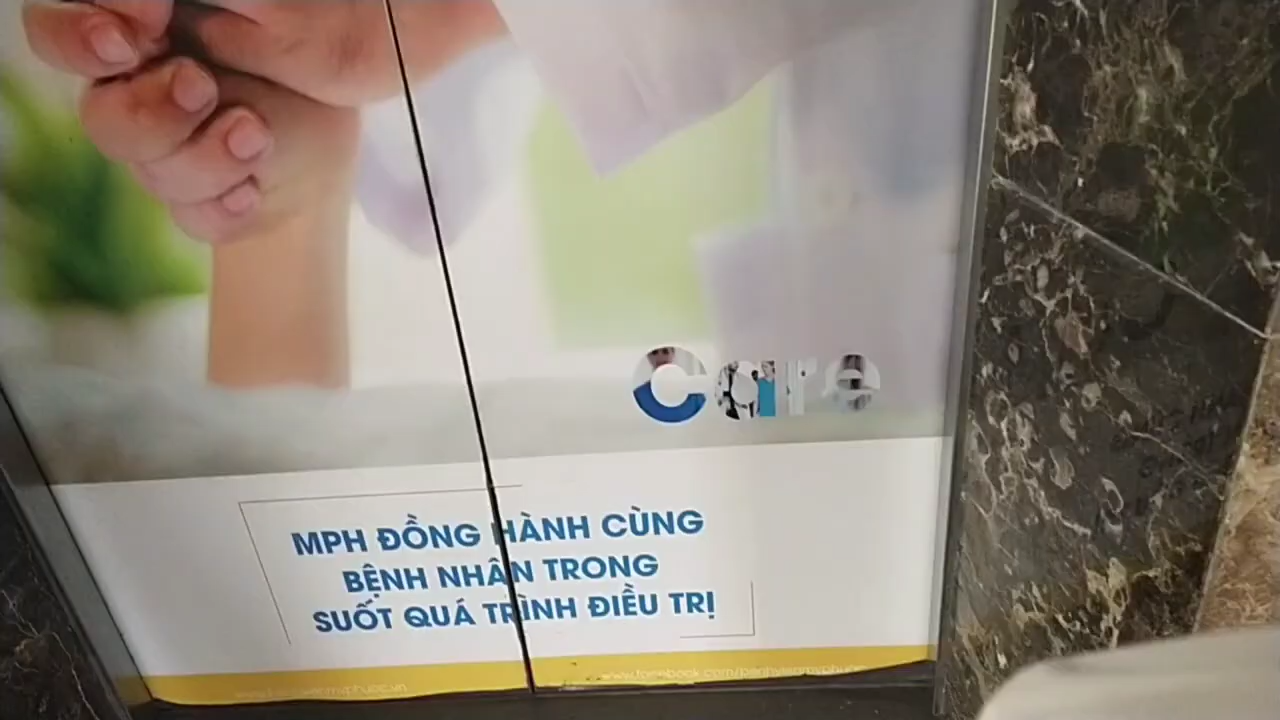 Care
MPH ĐỒNG HÀNH CÙNG
BỆNH NHÂN TRONG
SUỐT QUÁ TRÌNH ĐIỀU TRỊ